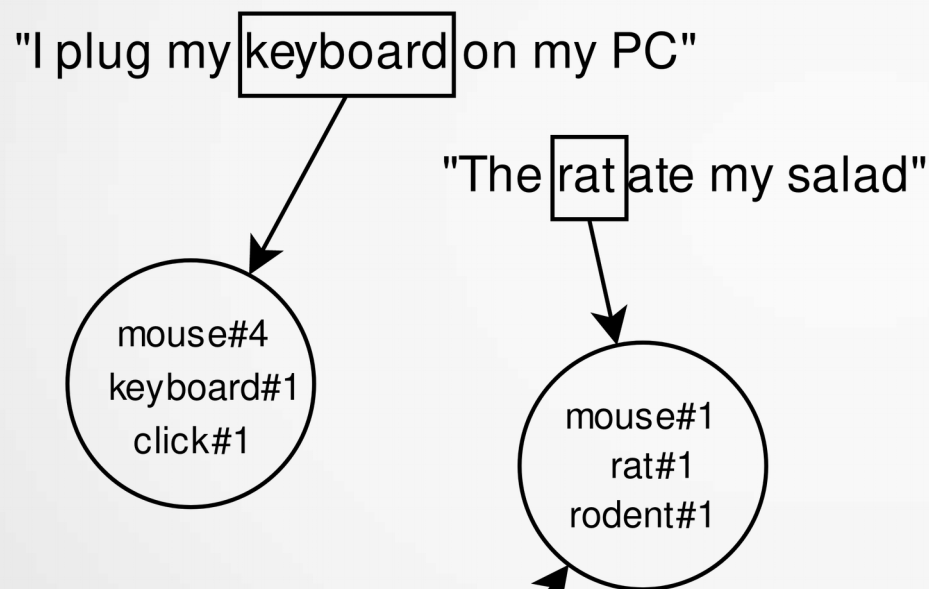 "I plug my keyboard on my PC"
"The rat ate my salad"
mouse#4
keyboard#1
click#1
mouse#1
rat#1
rodent#1